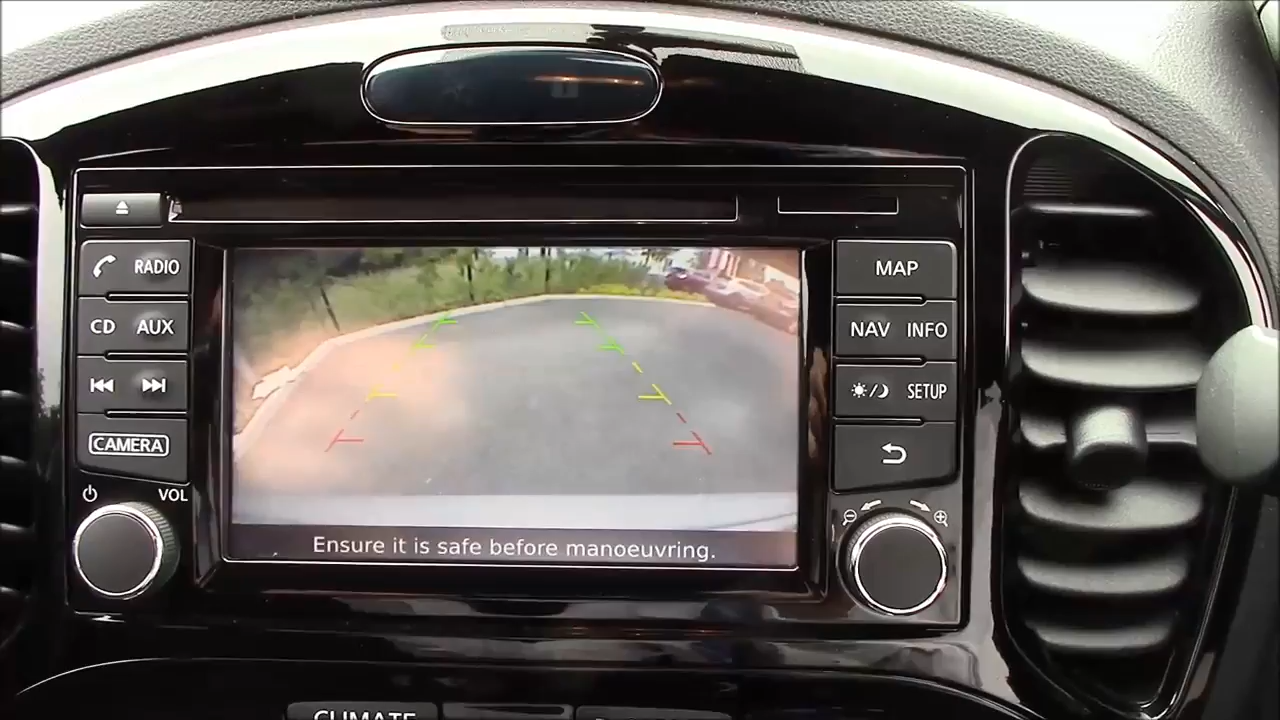 RADIO
MAP
CD AUX
NAV INFO
SETUP
CAMERA
VOL
Ensure it is safe before manoeuvring.
CLIMATE